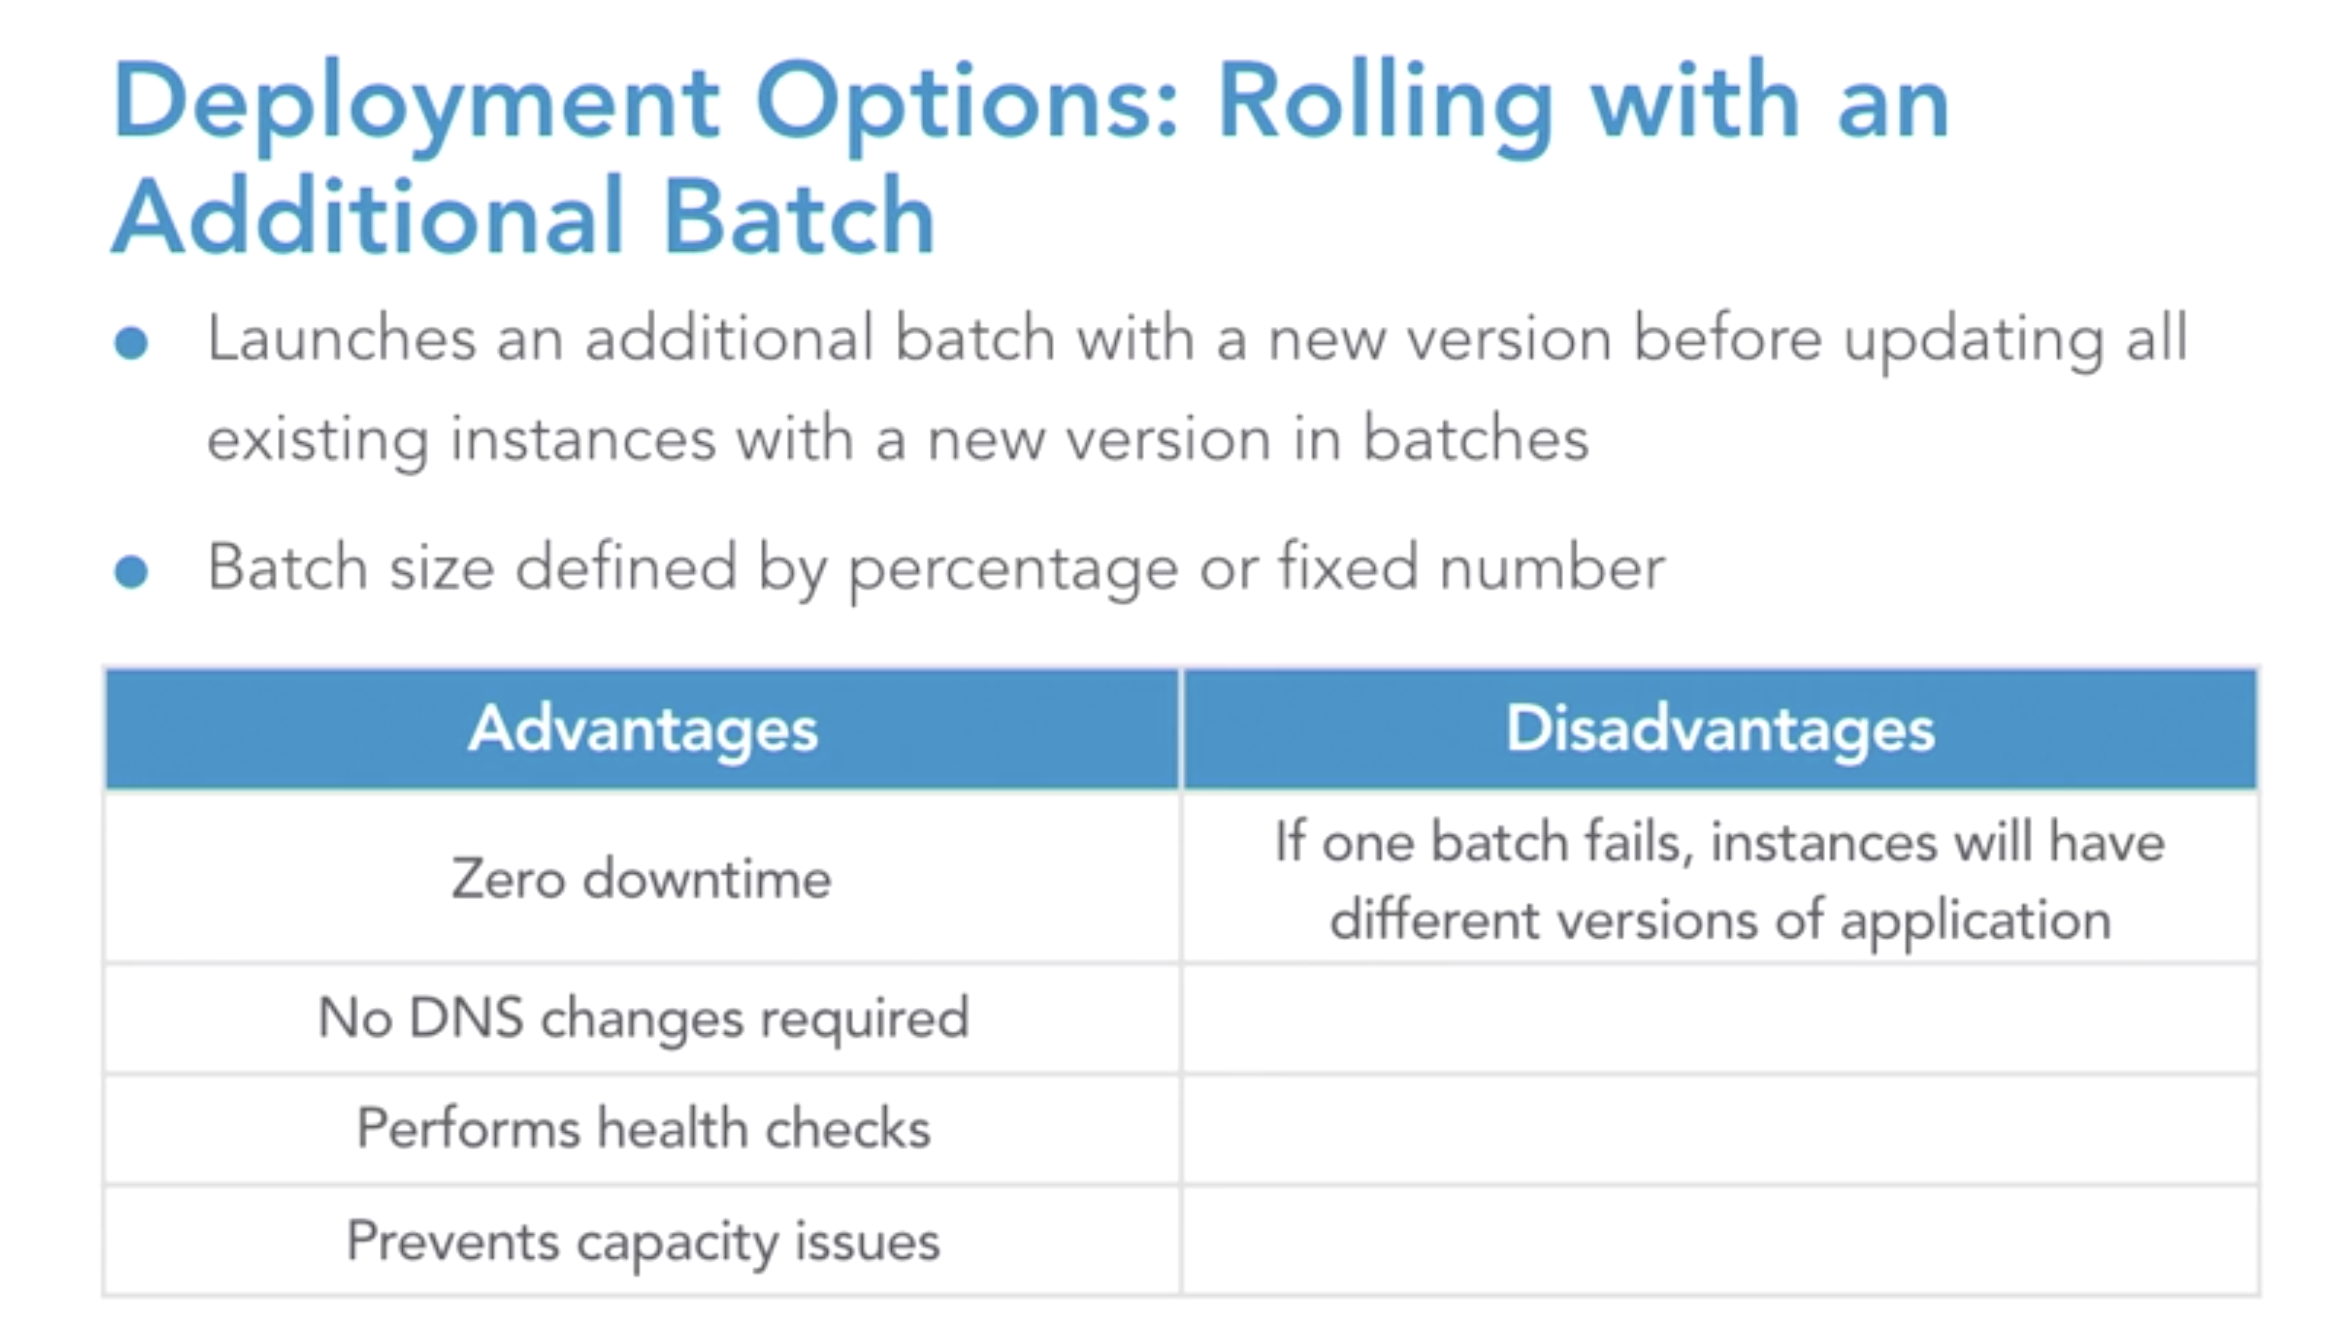 Deployment Options: Rolling with an
Additional Batch
● Launches an additional batch with a new version before updating all
existing instances with a new version in batches
● Batch size defined by percentage or fixed number
Advantages Disadvantages
Zero downtime
If one batch fails, instances will have
different versions of application
No DNS changes required
Performs health checks
Prevents capacity issues